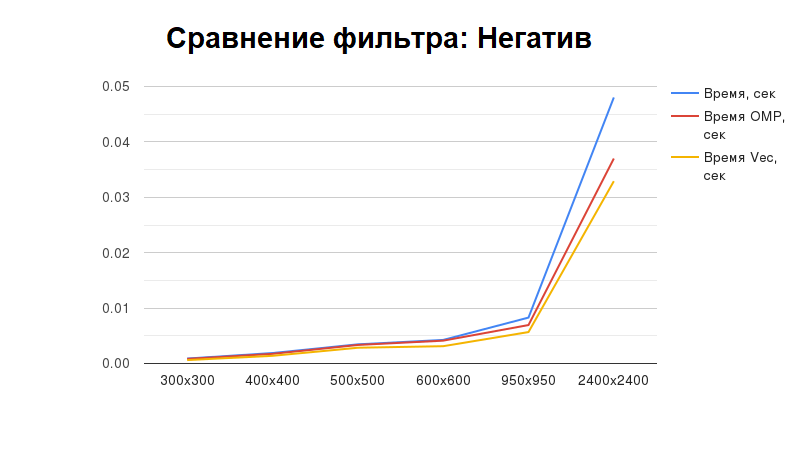 Сравнение фильтра: Негатив
0.05
0.04
0.03
0.02
0.01
0.00
300x300
400x400
500x500
600x600
950x950
2400x2400
Время, сек
Время OMP,
сек
Время Vec,
сек